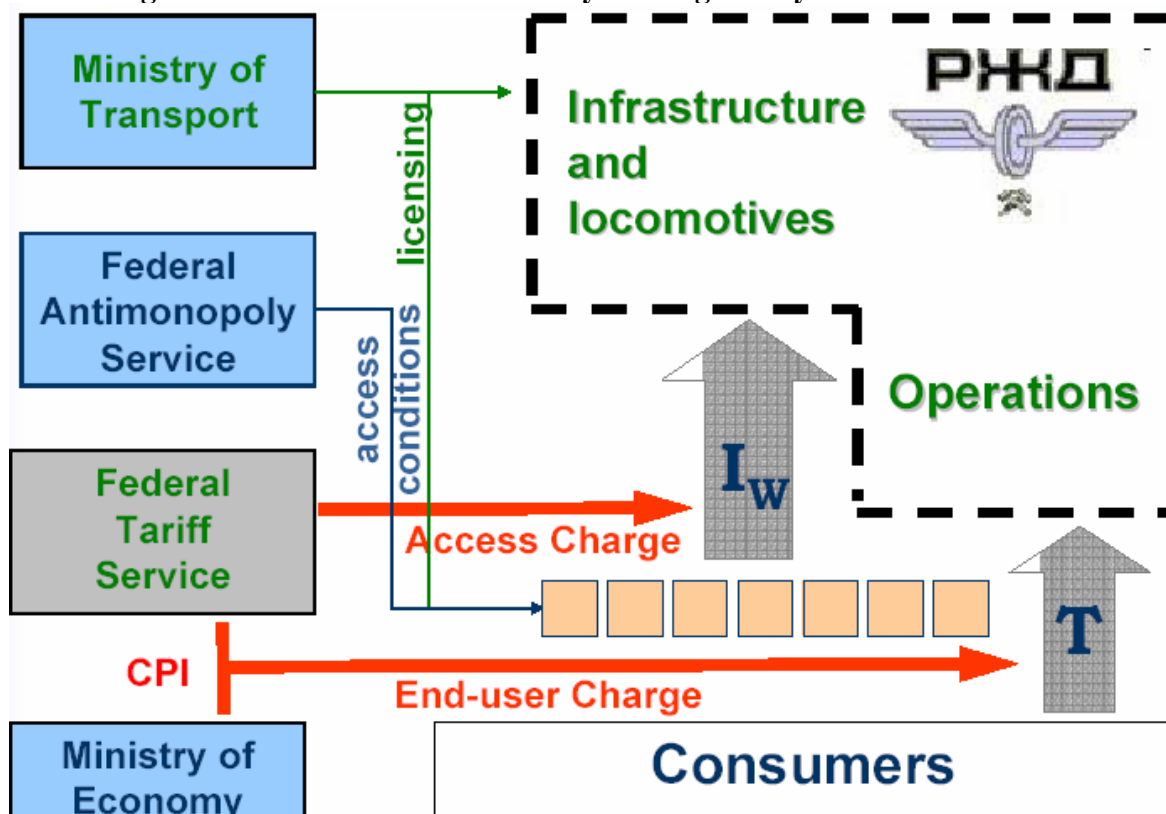 Ministry of
Transport
Federal
Antimonopoly
Service
Federal
Tariff
Service
CPI
Ministry of
Economy
licensing
access
conditions
Infrastructure
and
locomotives
РЖД
Operations
I W
Access Charge
T
End-user Charge
Consumers